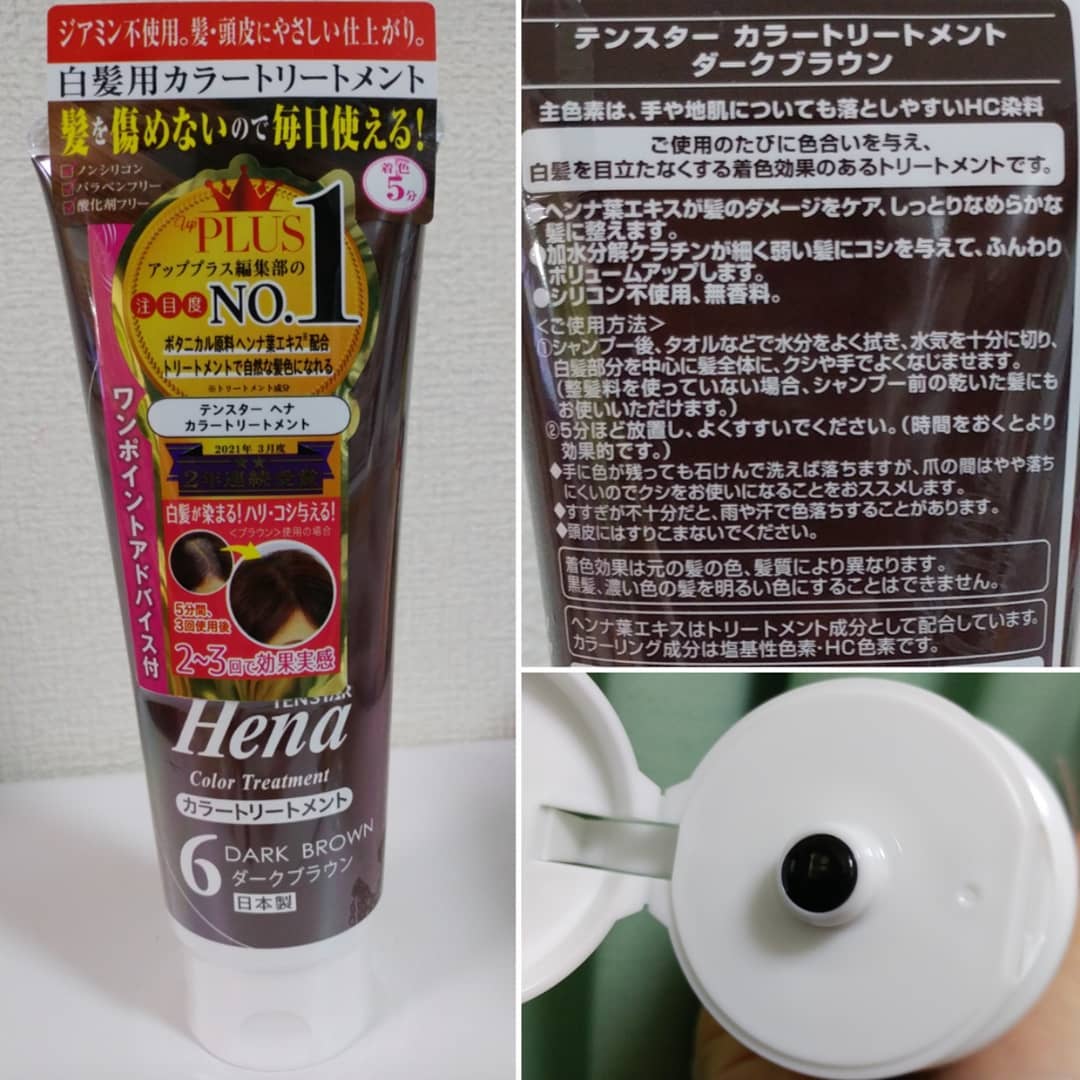 ジアミン不使用。髪・頭皮にやさしい仕上がり。
白髪用カラートリートメント
髪を傷めないので毎日使える!
ノンシリコン
パラベンフリー
酸化剤フリー
着色
5分
Up PLUS
アッププラス編集部の
注目度 NO.1
ボタニカル原料 ヘンナ葉エキス※配合
トリートメントで自然な髪色になれる
※トリートメント成分
テンスター ヘナ
カラートリートメント
2021年 3月度
2年連続受賞
白髪が染まる!ハリ・コシ与える!
<ブラウン>使用の場合
5分間、
3回使用後
2~3回で効果実感
ワンポイントアドバイス付
TENSTAR
Hena
Color Treatment
カラートリートメント
6 DARK BROWN
ダークブラウン
日本製
テンスター カラートリートメント
ダークブラウン
主色素は、手や地肌についても落としやすいHC染料
ご使用のたびに色合いを与え、
白髪を目立たなくする着色効果のあるトリートメントです。
●ヘンナ葉エキスが髪のダメージをケア、しっとりなめらかな
髪に整えます。
●加水分解ケラチンが細く弱い髪にコシを与えて、ふんわり
ボリュームアップします。
●シリコン不使用、無香料。
<ご使用方法>
①シャンプー後、タオルなどで水分をよく拭き、水気を十分に切り、
白髪部分を中心に髪全体に、クシや手でよくなじませます。
(整髪料を使っていない場合、シャンプー前の乾いた髪にも
お使いいただけます。)
②5分ほど放置し、よくすすいでください。(時間をおくとより
効果的です。)
◆手に色が残っても石けんで洗えば落ちますが、爪の間はやや落ち
にくいのでクシをお使いになることをおススメします。
◆すすぎが不十分だと、雨や汗で色落ちすることがあります。
◆頭皮にはすりこまないでください。
着色効果は元の髪の色、髪質により異なります。
黒髪、濃い色の髪を明るい色にすることはできません。
ヘンナ葉エキスはトリートメント成分として配合しています。
カラーリング成分は塩基性色素・HC色素です。